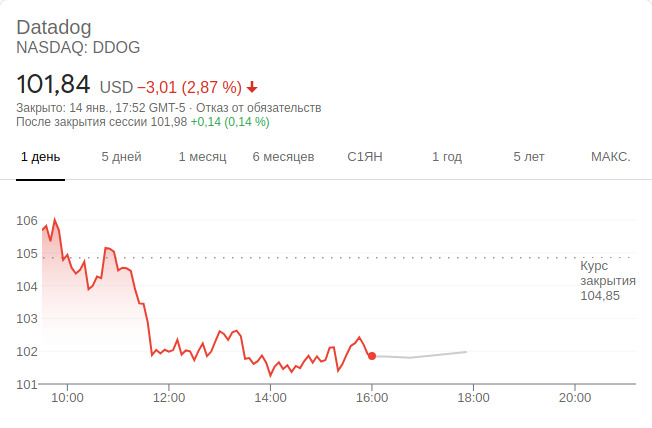 Datadog
NASDAQ: DDOG
101,84 USD −3,01 (2,87 %)
Закрыто: 14 янв., 17:52 GMT-5 · Отказ от обязательств
После закрытия сессии 101,98 +0,14 (0,14 %)
1 день 5 дней 1 месяц 6 месяцев С1ЯН 1 год 5 лет МАКС.
106
105
Курс
закрытия
104,85
104
103
102
101
10:00 12:00 14:00 16:00 18:00 20:00